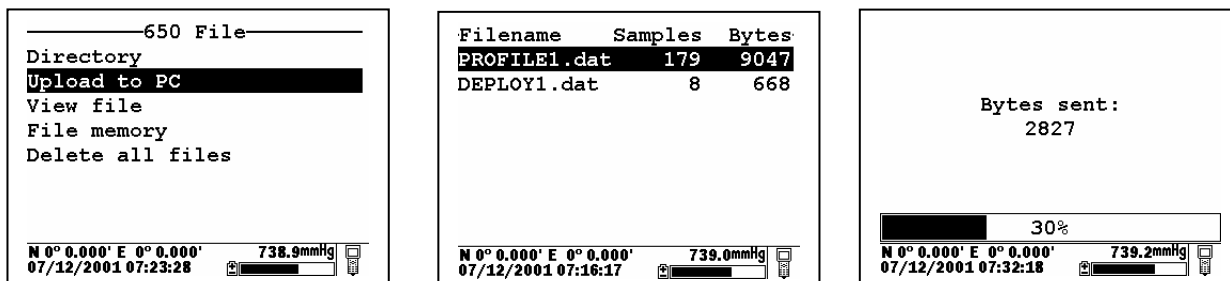 650 File
Directory
Upload to PC
View file
File memory
Delete all files
N 0° 0.000' E 0° 0.000' 738.9mmHg
07/12/2001 07:23:28
Filename Samples Bytes
PROFILE1.dat 179 9047
DEPLOY1.dat 8 668
N 0° 0.000' E 0° 0.000' 739.0mmHg
07/12/2001 07:16:17
Bytes sent:
2827
30%
N 0° 0.000' E 0° 0.000' 739.2mmHg
07/12/2001 07:32:18